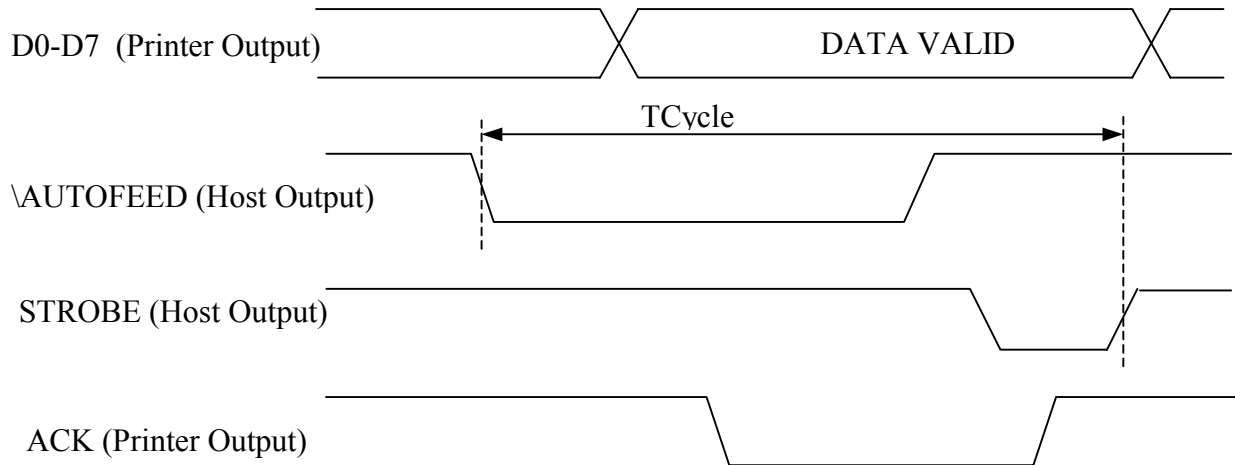 D0-D7 (Printer Output)
DATA VALID
TCycle
\AUTOFEED (Host Output)
STROBE (Host Output)
ACK (Printer Output)